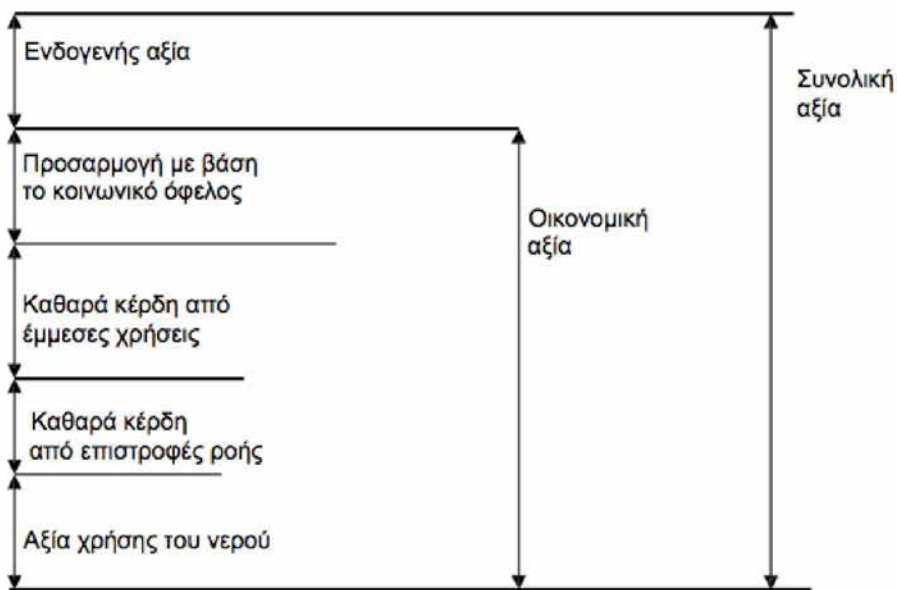 Ενδογενής αξία
Συνολική
αξία
Προσαρμογή με βάση
το κοινωνικό όφελος
Οικονομική
αξία
Καθαρά κέρδη από
έμμεσες χρήσεις
Καθαρά κέρδη
από επιστροφές ροής
Αξία χρήσης του νερού